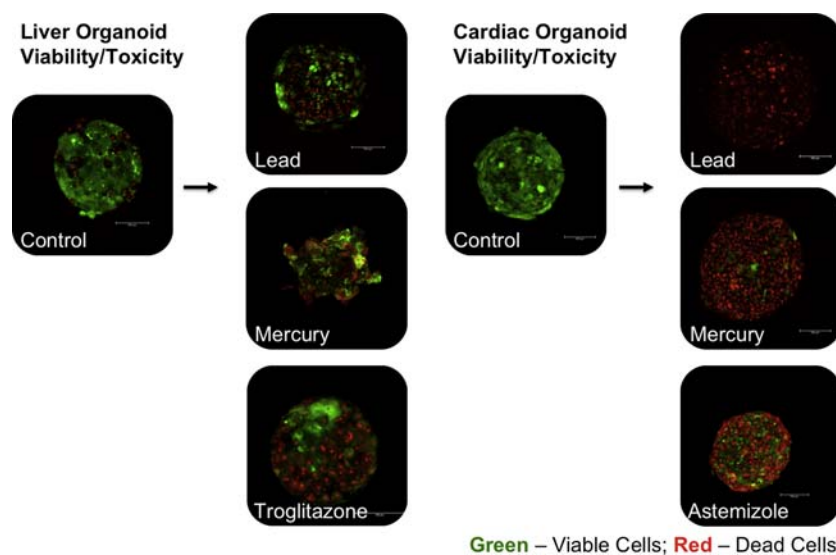 Liver Organoid
Viability/Toxicity
Control
Lead
Mercury
Troglitazone
Cardiac Organoid
Viability/Toxicity
Control
Lead
Mercury
Astemizole
Green – Viable Cells; Red – Dead Cells